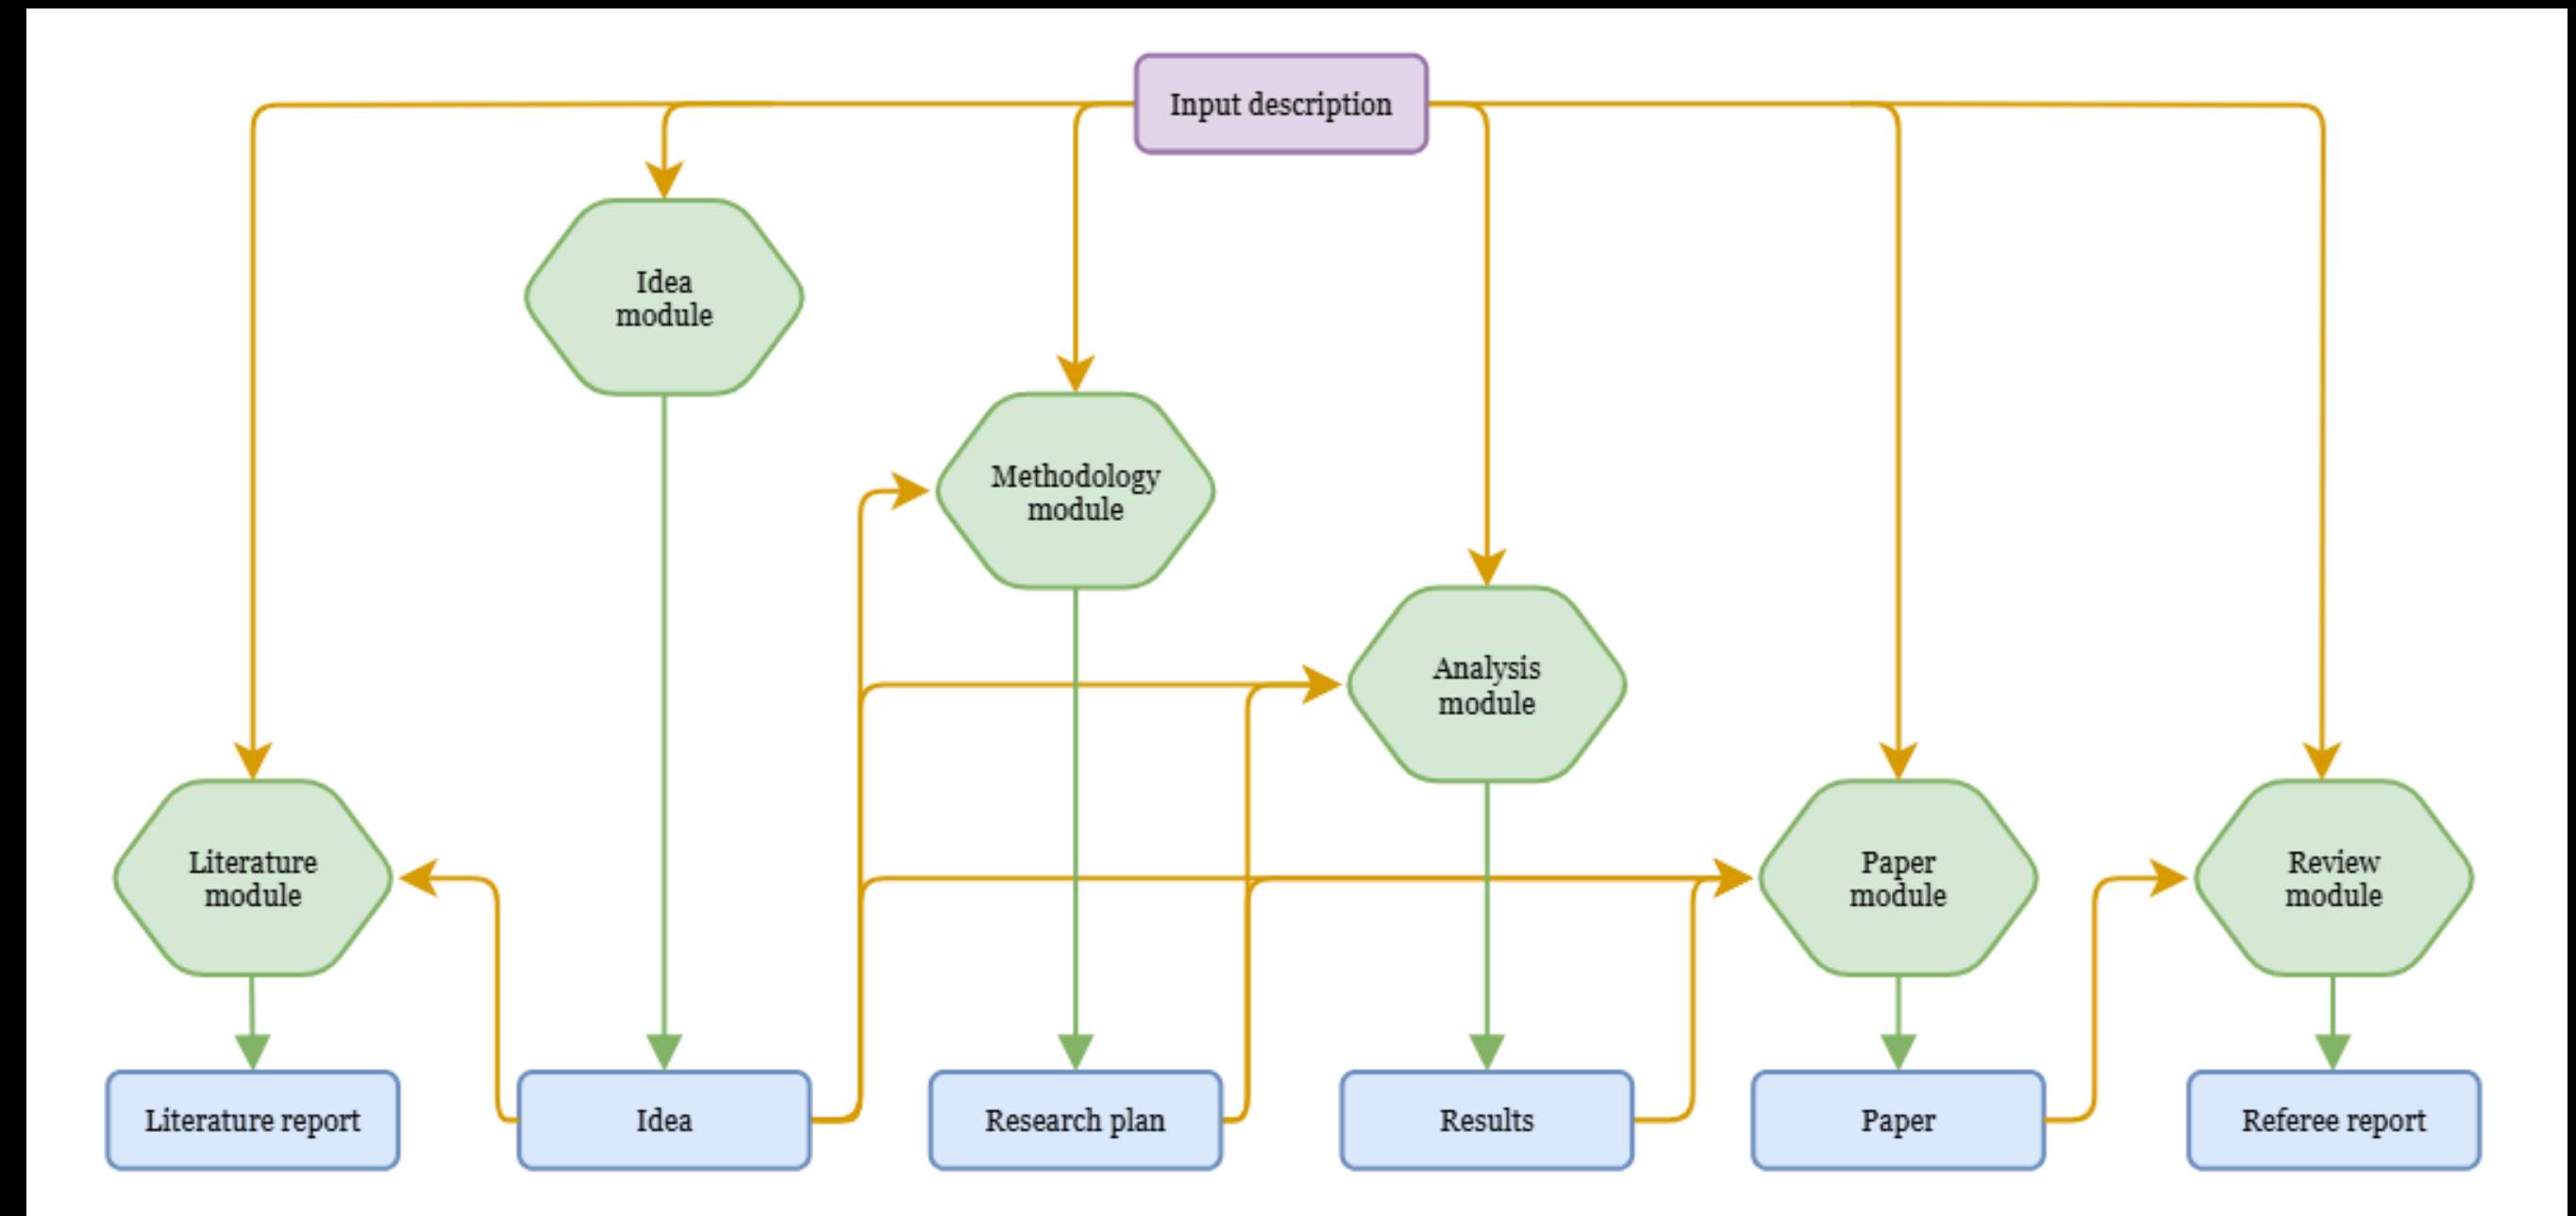 Input description
Idea
module
Methodology
module
Analysis
module
Literature
module
Paper
module
Review
module
Literature report
Idea
Research plan
Results
Paper
Referee report